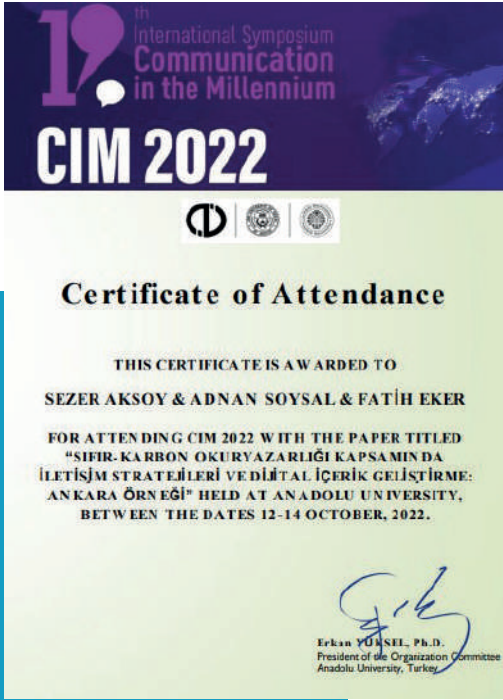 19.th
International Symposium
Communication
in the Millennium
CIM 2022
Certificate of Attendance
THIS CERTIFICATE IS AWARDED TO
SEZER AKSOY & ADNAN SOYSAL & FATİH EKER
FOR ATTENDING CIM 2022 WITH THE PAPER TITLED
“SIFIR-KARBON OKURYAZARLIĞI KAPSAMINDA
İLETİŞİM STRATEJİLERİ VE DİJİTAL İÇERİK GELİŞTİRME:
ANKARA ÖRNEĞİ” HELD AT ANADOLU UNIVERSITY,
BETWEEN THE DATES 12-14 OCTOBER, 2022.
Erkan YÜKSEL, Ph.D.
President of the Organization Committee
Anadolu University, Turkey